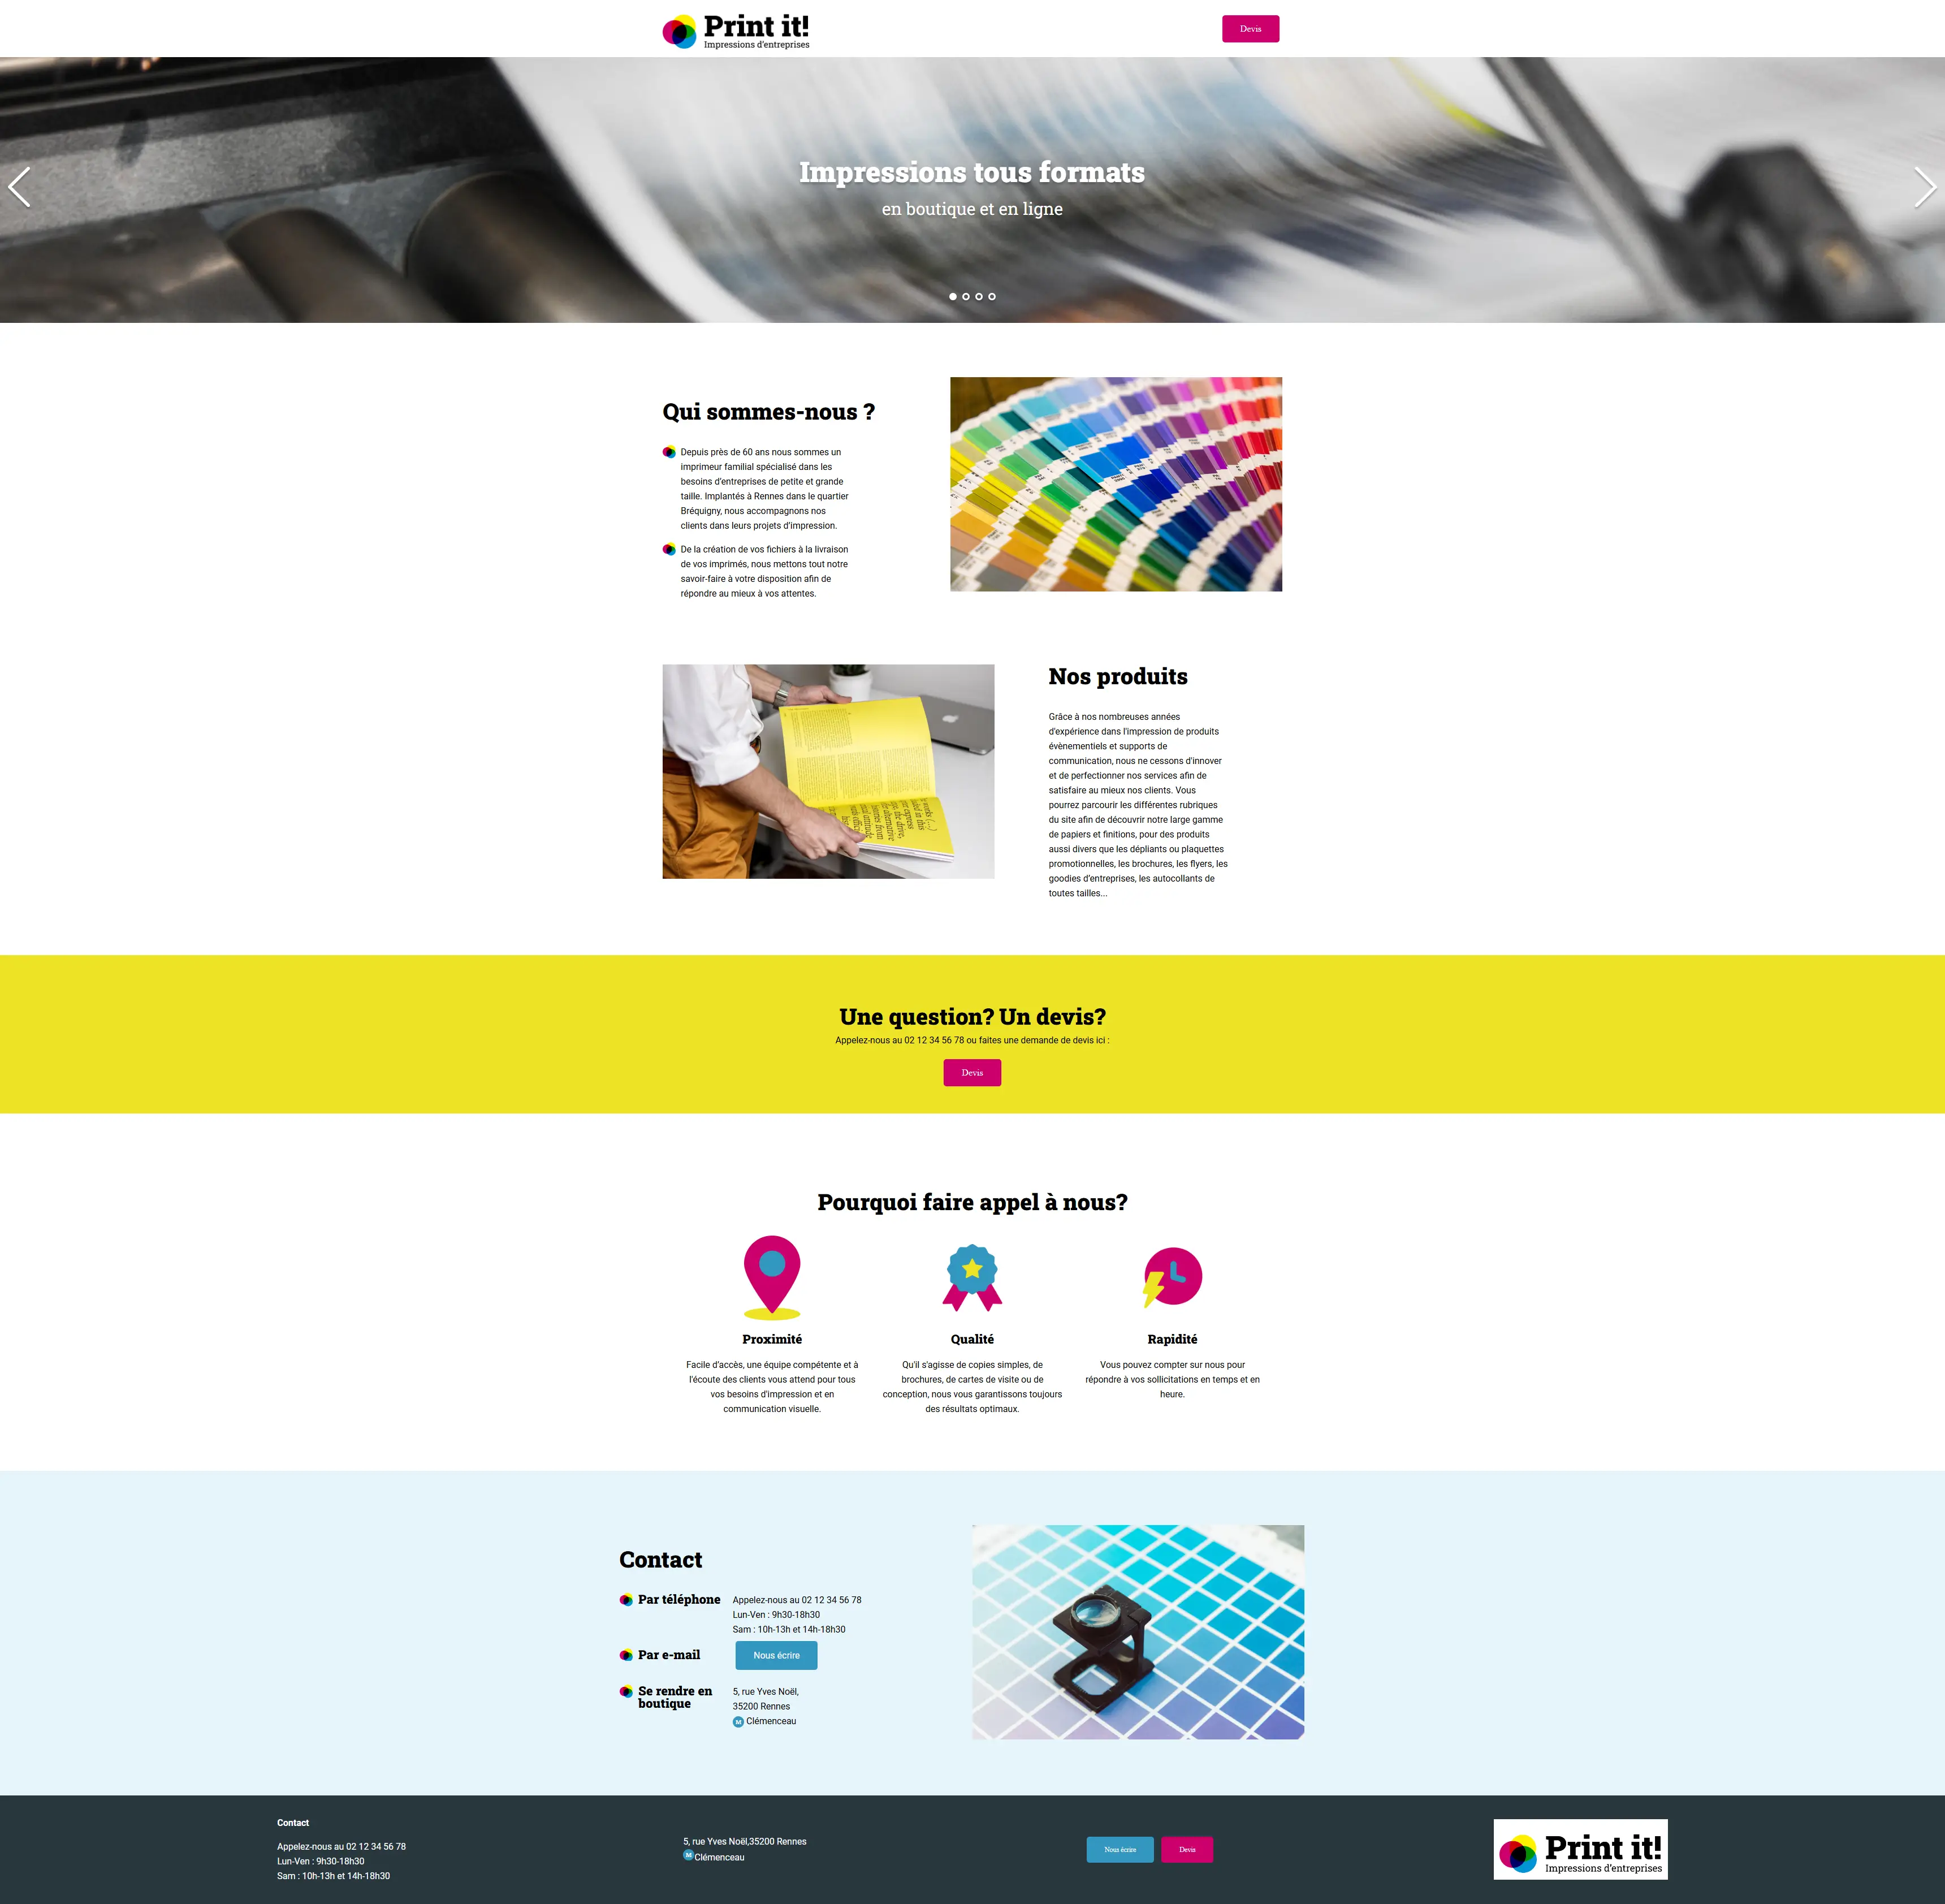 Print it!
Impressions d'entreprises
Devis
Impressions tous formats
en boutique et en ligne
Qui sommes-nous ?
Depuis près de 60 ans nous sommes un
imprimeur familial spécialisé dans les
besoins d'entreprises de petite et grande
taille. Implantés à Rennes dans le quartier
Bréquigny, nous accompagnons nos
clients dans leurs projets d'impression.
De la création de vos fichiers à la livraison
de vos imprimés, nous mettons tout notre
savoir-faire à votre disposition afin de
répondre au mieux à vos attentes.
Nos produits
Grâce à nos nombreuses années
d'expérience dans l'impression de produits
évènementiels et supports de
communication, nous ne cessons d'innover
et de perfectionner nos services afin de
satisfaire au mieux nos clients. Vous
pourrez parcourir les différentes rubriques
du site afin de découvrir notre large gamme
de papiers et finitions, pour des produits
aussi divers que les dépliants ou plaquettes
promotionnelles, les brochures, les flyers, les
goodies d'entreprises, les autocollants de
toutes tailles...
Une question? Un devis?
Appelez-nous au 02 12 34 56 78 ou faites une demande de devis ici :
Devis
Pourquoi faire appel à nous?
Proximité
Facile d'accès, une équipe compétente et à
l'écoute des clients vous attend pour tous
vos besoins d'impression et en
communication visuelle.
Qualité
Qu'il s'agisse de copies simples, de
brochures, de cartes de visite ou de
conception, nous vous garantissons toujours
des résultats optimaux.
Rapidité
Vous pouvez compter sur nous pour
répondre à vos sollicitations en temps et en
heure.
Contact
Par téléphone
Appelez-nous au 02 12 34 56 78
Lun-Ven : 9h30-18h30
Sam : 10h-13h et 14h-18h30
Par e-mail
Nous écrire
Se rendre en
boutique
5, rue Yves Noël,
35200 Rennes
M Clémenceau
Contact
Appelez-nous au 02 12 34 56 78
Lun-Ven : 9h30-18h30
Sam : 10h-13h et 14h-18h30
5, rue Yves Noël,35200 Rennes
M Clémenceau
Nous écrire
Devis
Print it!
Impressions d'entreprises